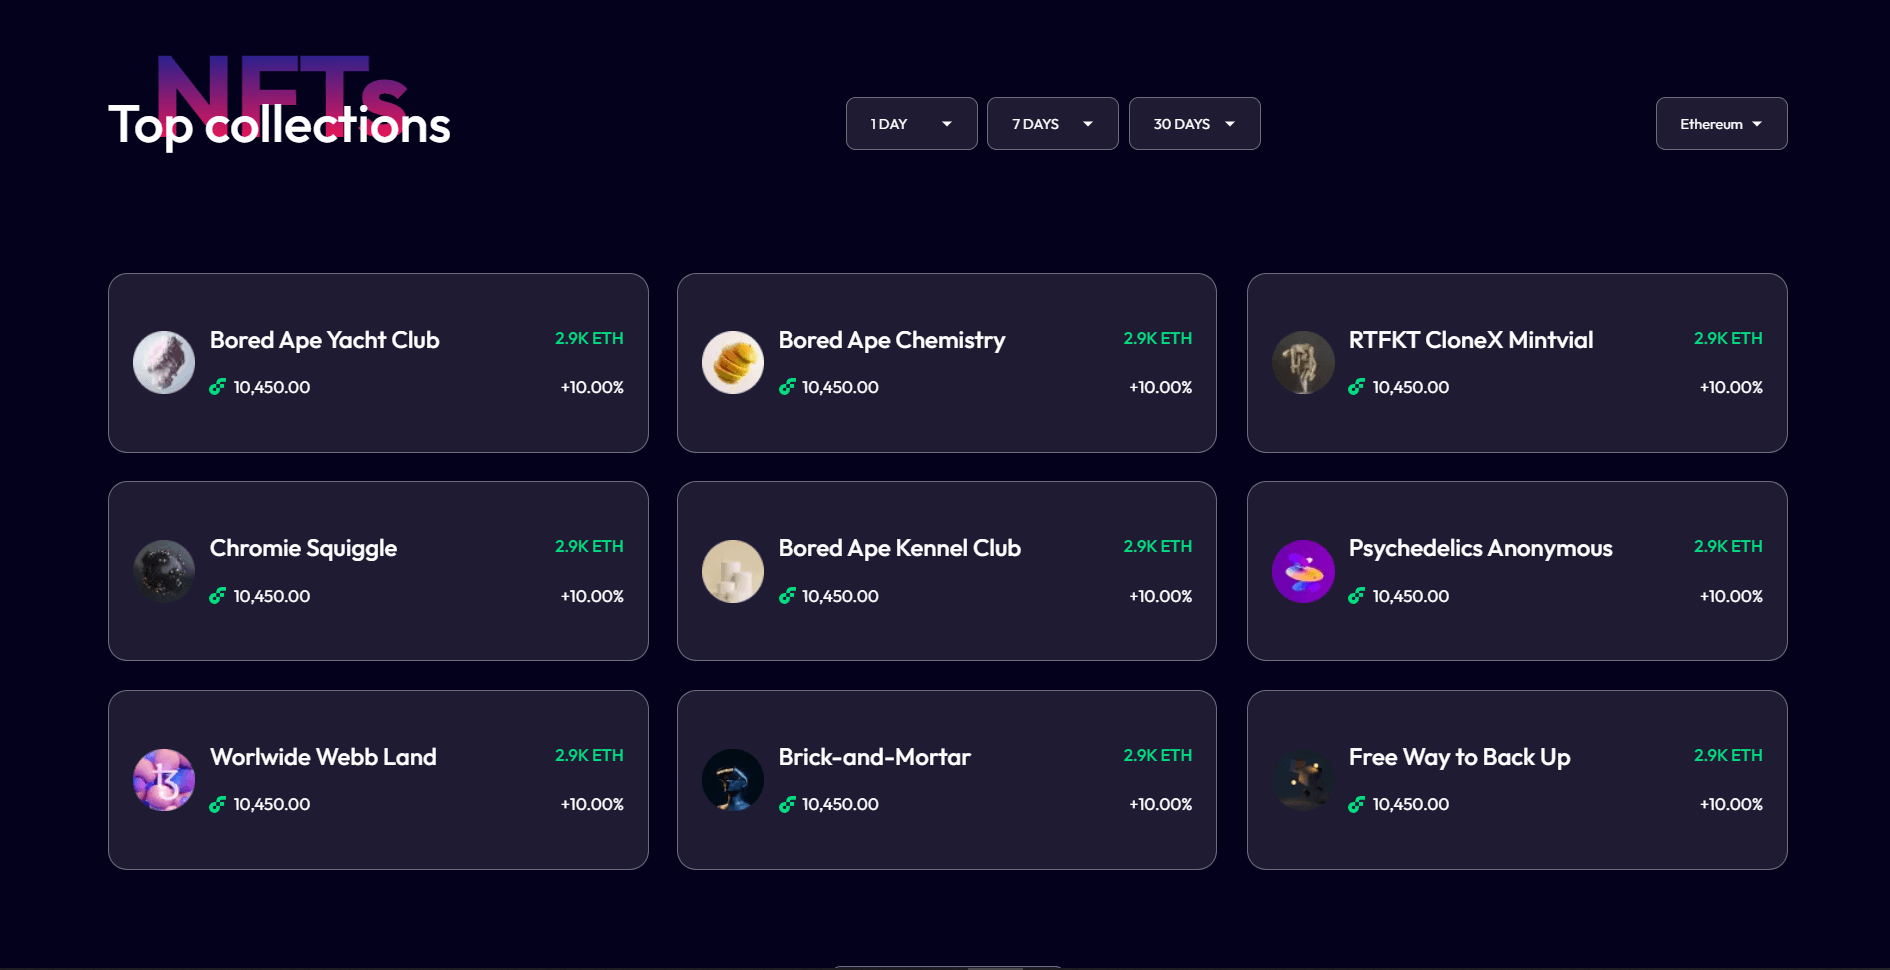 NFTs
Top collections
1 DAY
7 DAYS
30 DAYS
Ethereum
Bored Ape Yacht Club
2.9K ETH
10,450.00
+10.00%
Bored Ape Chemistry
2.9K ETH
10,450.00
+10.00%
RTFKT CloneX Mintvial
2.9K ETH
10,450.00
+10.00%
Chromie Squiggle
2.9K ETH
10,450.00
+10.00%
Bored Ape Kennel Club
2.9K ETH
10,450.00
+10.00%
Psychedelics Anonymous
2.9K ETH
10,450.00
+10.00%
Worlwide Webb Land
2.9K ETH
10,450.00
+10.00%
Brick-and-Mortar
2.9K ETH
10,450.00
+10.00%
Free Way to Back Up
2.9K ETH
10,450.00
+10.00%